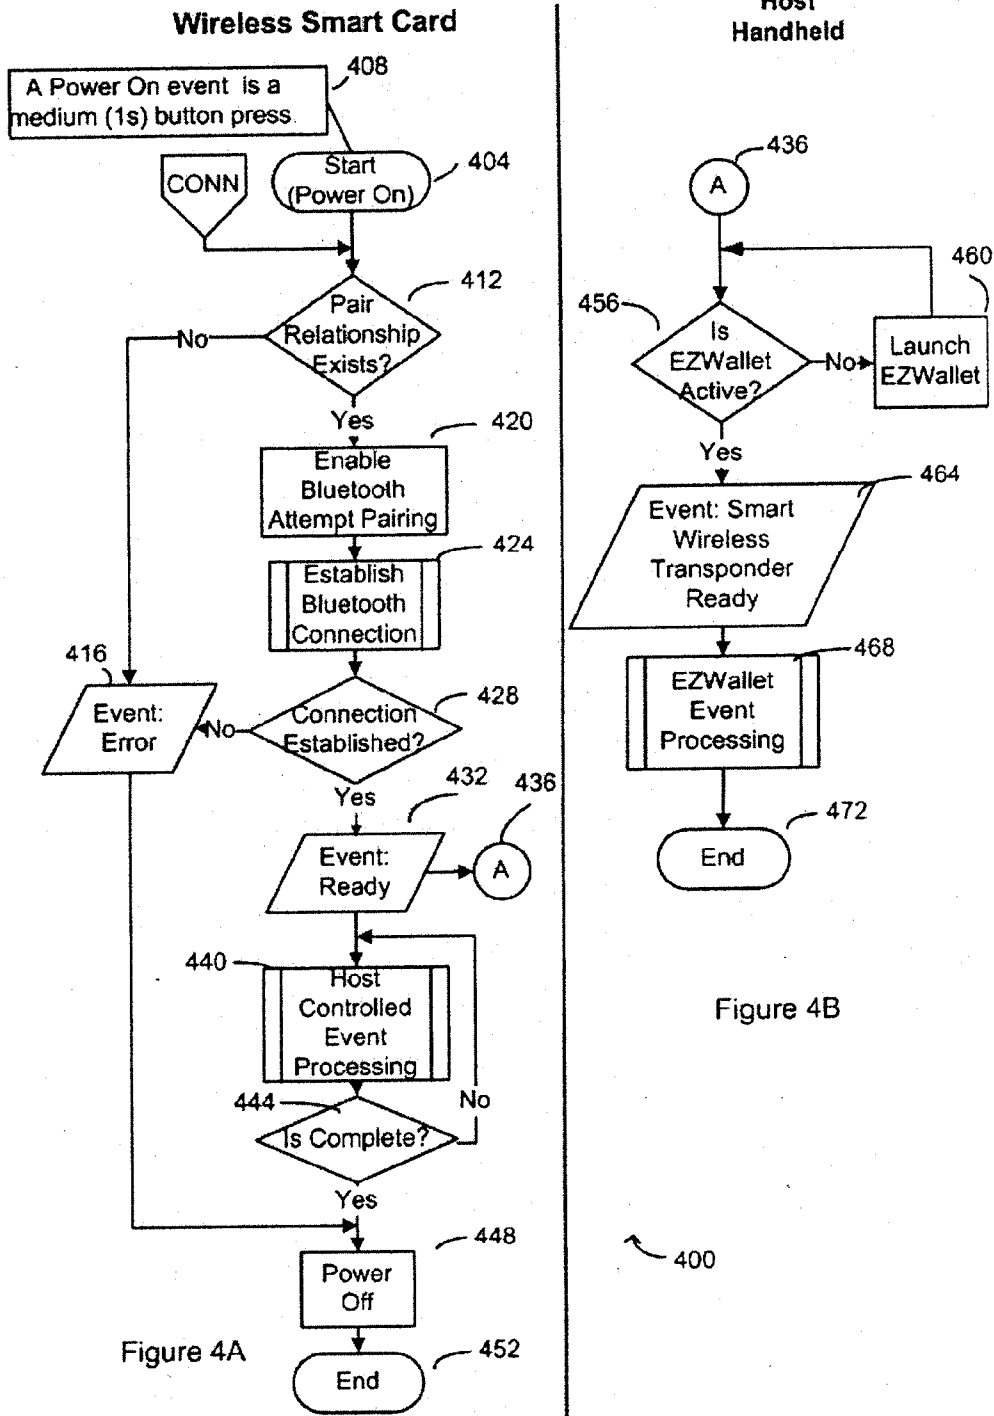 Wireless Smart Card
408
A Power On event is a
medium (1s) button press.
CONN
Start
(Power On)
404
412
Pair
Relationship
Exists?
No
Yes
420
Enable
Bluetooth
Attempt Pairing
424
Establish
Bluetooth
Connection
416
Event:
Error
No
428
Connection
Established?
Yes
432
436
Event:
Ready
A
440
Host
Controlled
Event
Processing
444
No
Is Complete?
Yes
448
Power
Off
Figure 4A
452
End
Host
Handheld
436
A
460
456
Is
EZWallet
Active?
No
Launch
EZWallet
Yes
464
Event: Smart
Wireless
Transponder
Ready
468
EZWallet
Event
Processing
472
End
Figure 4B
400